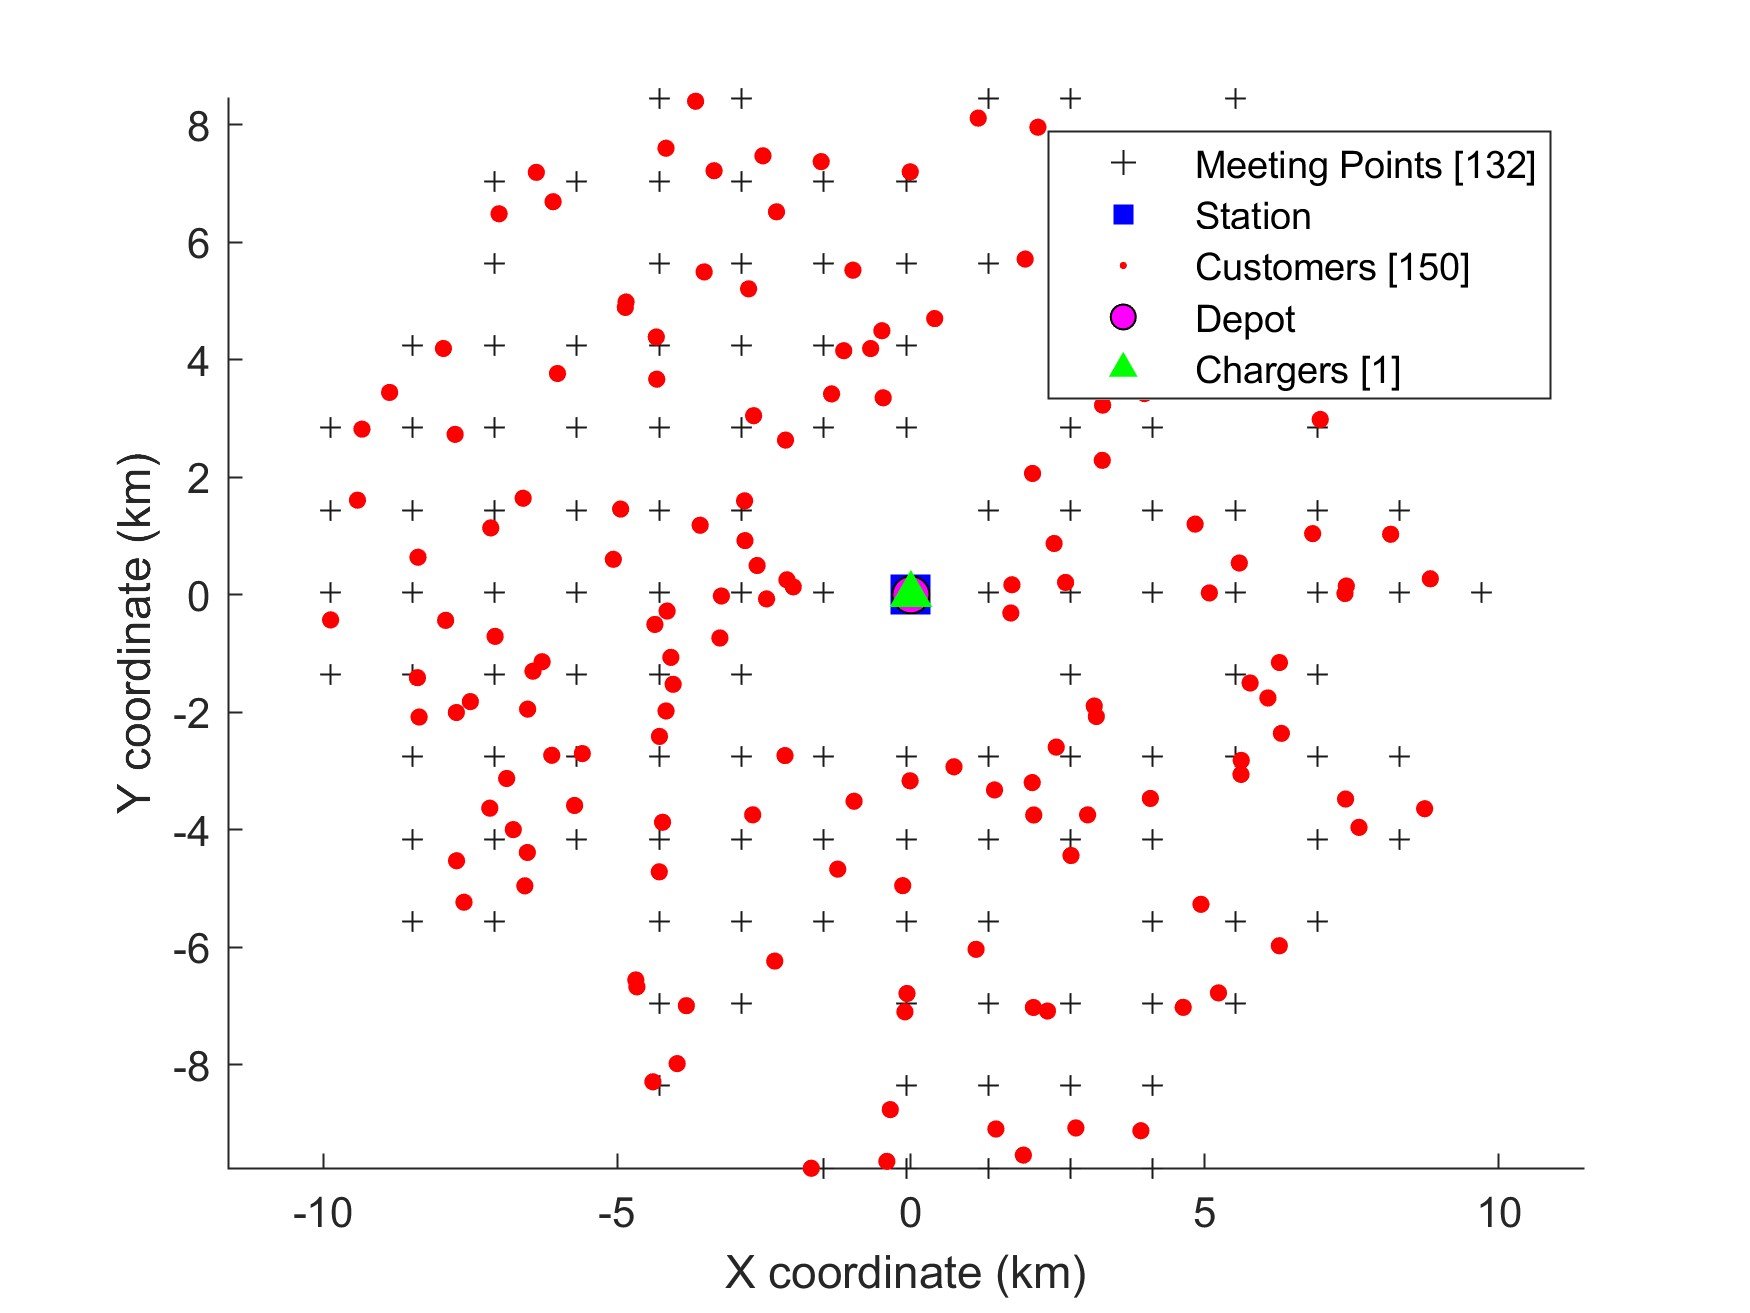 8
6
4
2
0
-2
-4
-6
-8
Y coordinate (km)
Meeting Points [132]
Station
Customers [150]
Depot
Chargers [1]
-10 -5 0 5 10
X coordinate (km)